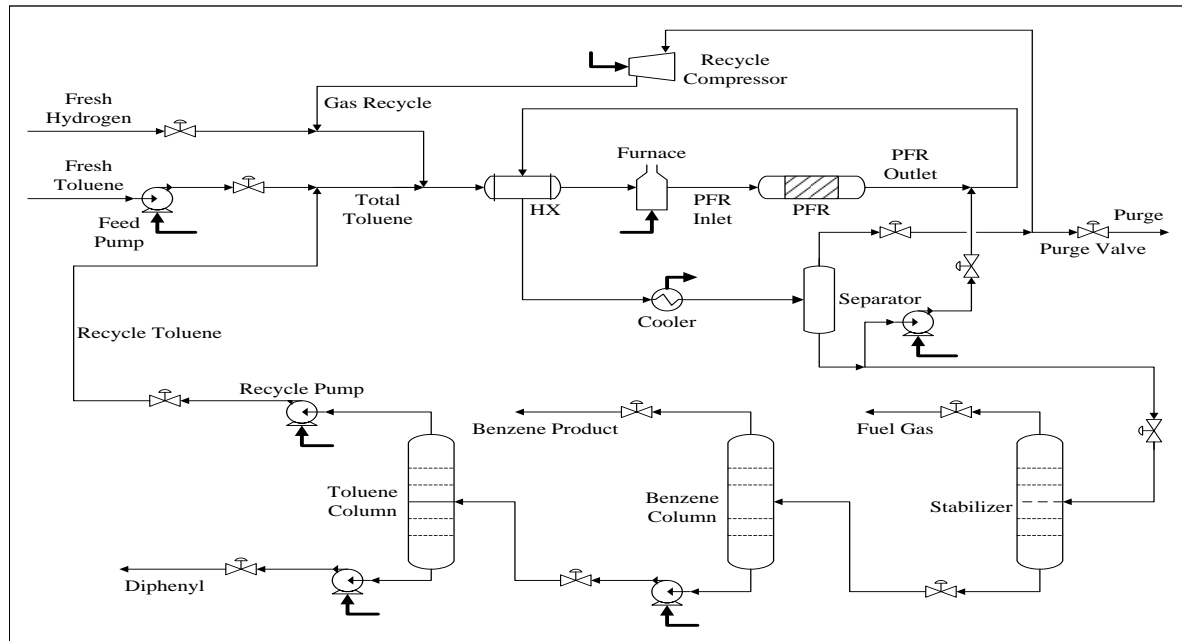 Recycle
Compressor
Fresh
Hydrogen
Gas Recycle
Fresh
Toluene
Feed
Pump
Total
Toluene
HX
Furnace
PFR
Inlet
PFR
PFR
Outlet
Purge
Purge Valve
Cooler
Separator
Recycle Toluene
Recycle Pump
Benzene Product
Fuel Gas
Toluene
Column
Benzene
Column
Stabilizer
Diphenyl